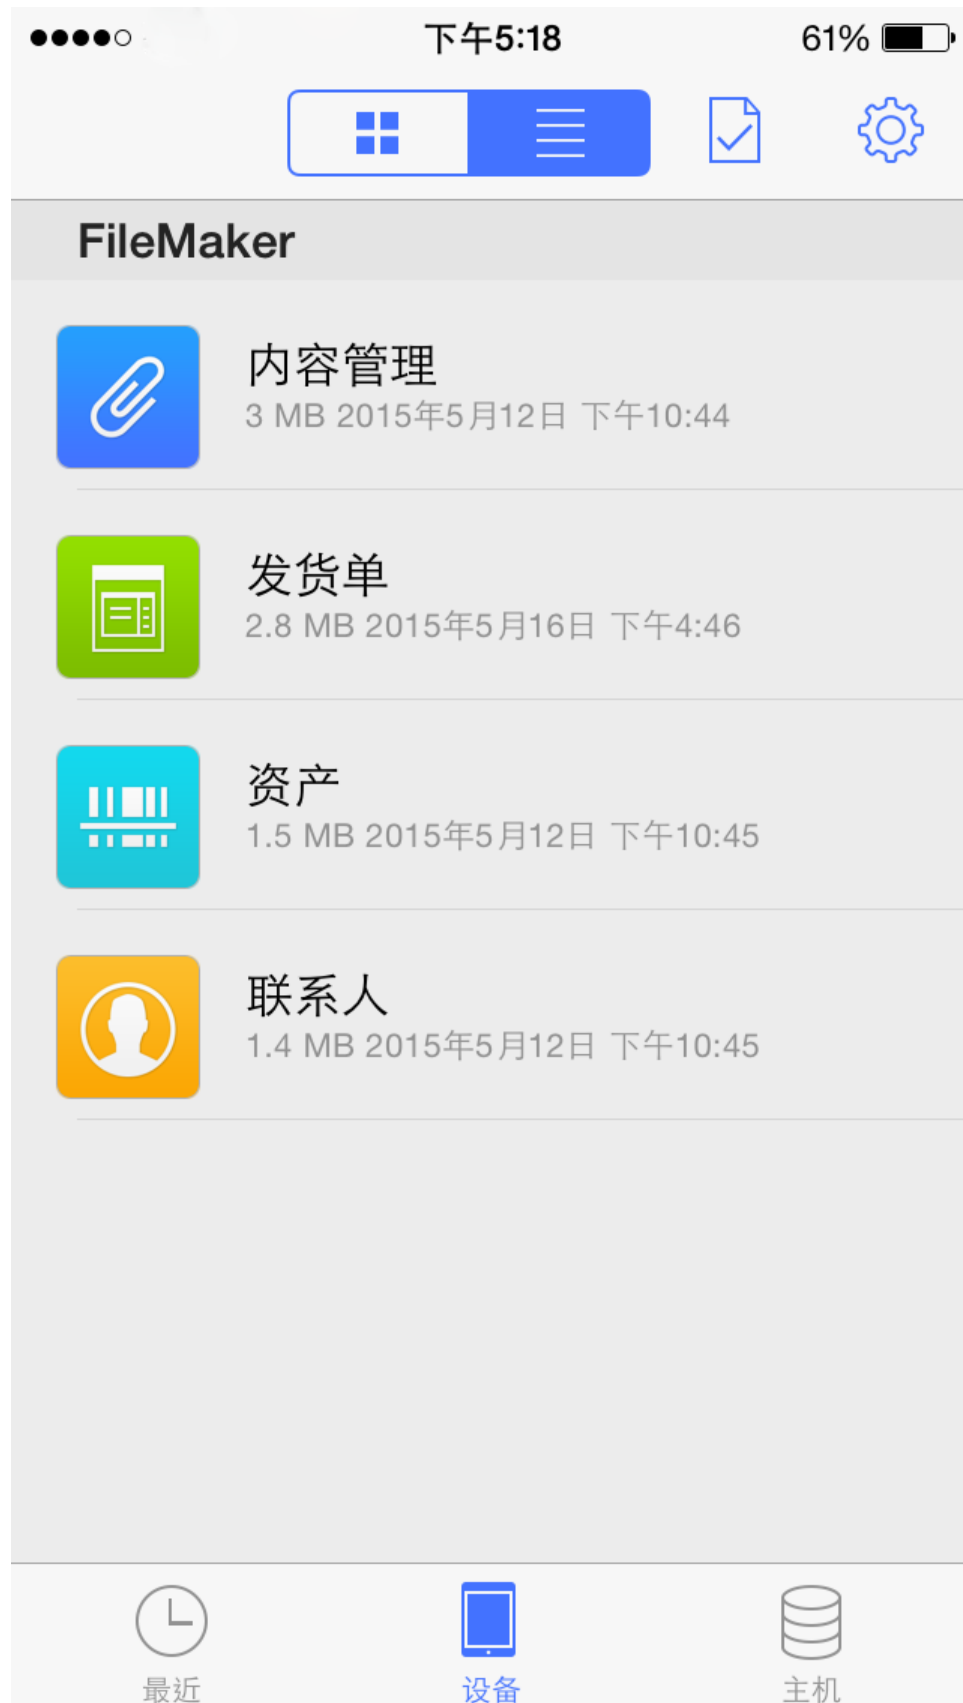 下午5:18
61%
FileMaker
内容管理
3 MB 2015年5月12日 下午10:44
发货单
2.8 MB 2015年5月16日 下午4:46
资产
1.5 MB 2015年5月12日 下午10:45
联系人
1.4 MB 2015年5月12日 下午10:45
最近
设备
主机